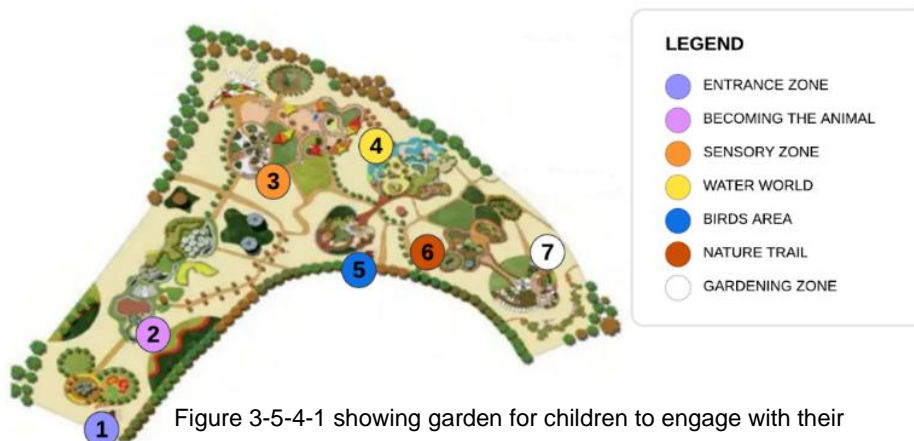 LEGEND
ENTRANCE ZONE
BECOMING THE ANIMAL
SENSORY ZONE
WATER WORLD
BIRDS AREA
NATURE TRAIL
GARDENING ZONE
4
3
6
7
5
2
1
Figure 3-5-4-1 showing garden for children to engage with their